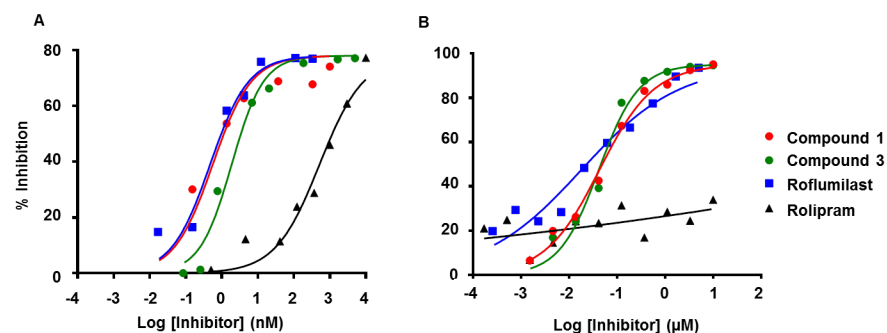 A
B
% Inhibition
80
60
40
20
0
-4 -3 -2 -1 0 1 2 3 4
Log [Inhibitor] (nM)
100
80
60
40
20
0
-4 -3 -2 -1 0 1 2
Log [Inhibitor] (µM)
Compound 1
Compound 3
Roflumilast
Rolipram